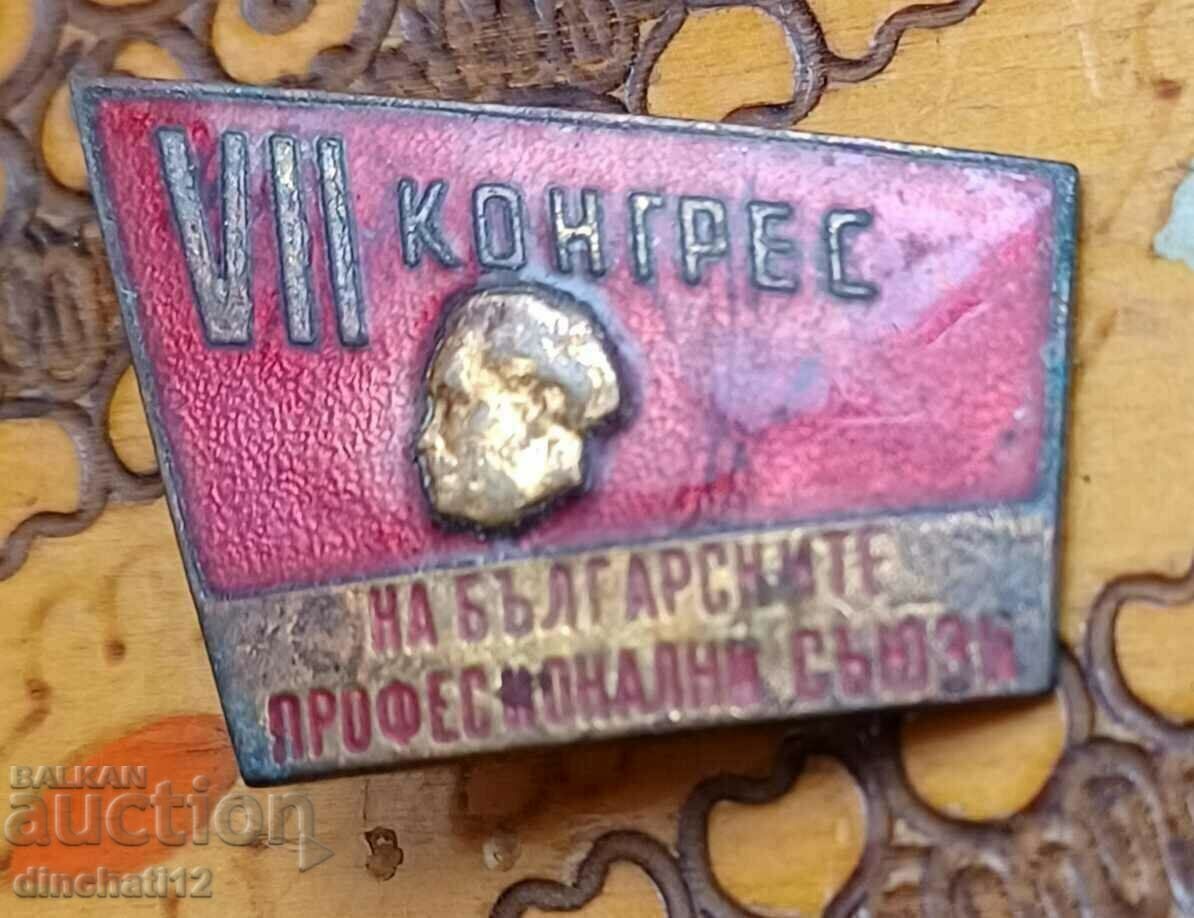 VII КОНГРЕС
НА БЪЛГАРСКИТЕ
ПРОФЕСИОНАЛНИ СЪЮЗИ
BALKAN
auction
dinchati12